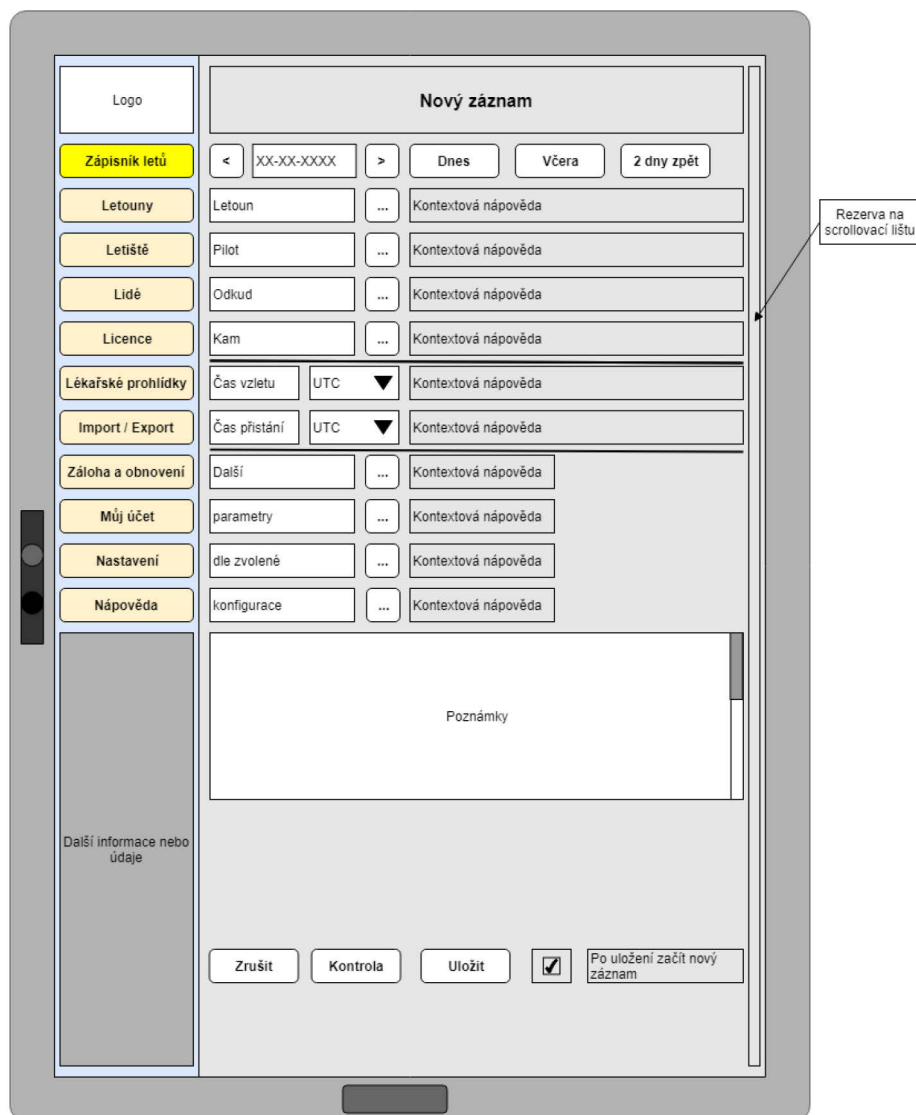 Logo
Nový záznam
Zápisník letů
<
XX-XX-XXXX
>
Dnes
Včera
2 dny zpět
Letouny
Letoun
...
Kontextová nápověda
Rezerva na
scrollovací lištu
Letiště
Pilot
...
Kontextová nápověda
Lidé
Odkud
...
Kontextová nápověda
Licence
Kam
...
Kontextová nápověda
Lékařské prohlídky
Čas vzletu
UTC
Kontextová nápověda
Import / Export
Čas přistání
UTC
Kontextová nápověda
Záloha a obnovení
Další
...
Kontextová nápověda
Můj účet
parametry
...
Kontextová nápověda
Nastavení
dle zvolené
...
Kontextová nápověda
Nápověda
konfigurace
...
Kontextová nápověda
Poznámky
Další informace nebo
údaje
Zrušit
Kontrola
Uložit
Po uložení začít nový
záznam